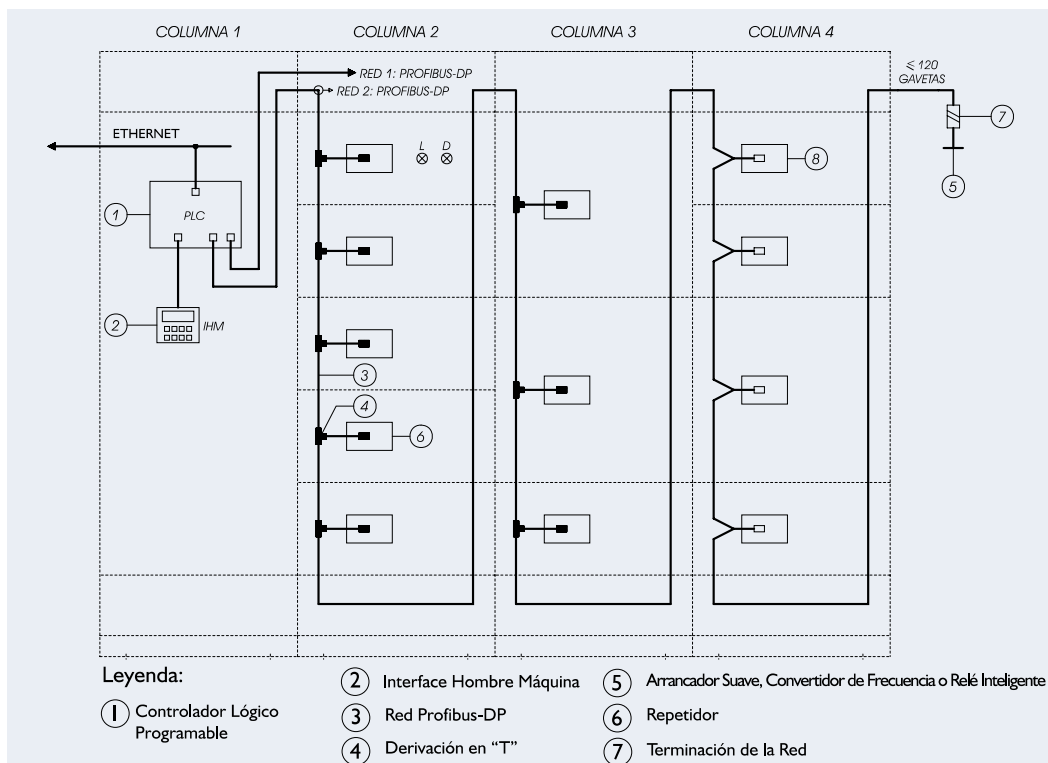 COLUMNA 1 COLUMNA 2 COLUMNA 3 COLUMNA 4
RED 1: PROFIBUS-DP
RED 2: PROFIBUS-DP
≤ 120
GAVETAS
7
ETHERNET
L D
8
5
1
PLC
2
IHM
3
4
6
Leyenda:
1 Controlador Lógico
Programable
2 Interface Hombre Máquina
3 Red Profibus-DP
4 Derivación en “T”
5 Arrancador Suave, Convertidor de Frecuencia o Relé Inteligente
6 Repetidor
7 Terminación de la Red